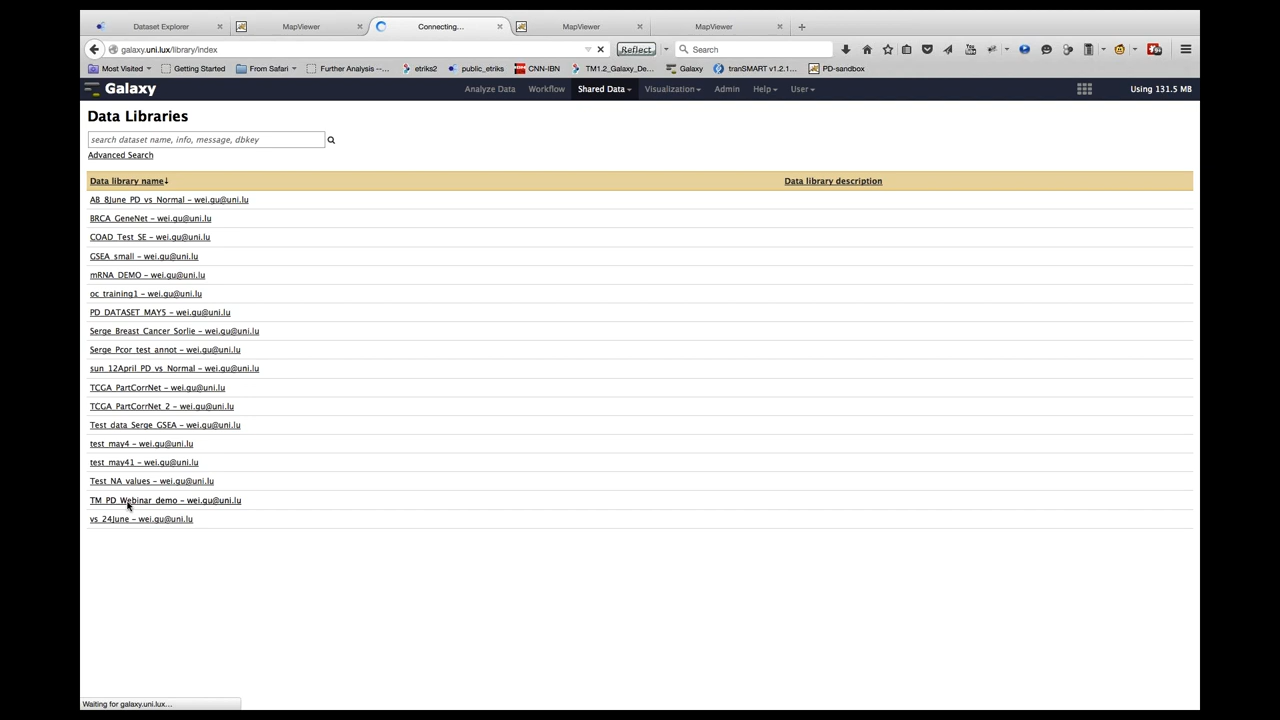 Dataset Explorer
MapViewer
Connecting...
MapViewer
MapViewer
galaxy.uni.lux/library/index
Reflect
Search
Most Visited
Getting Started
From Safari
Further Analysis --...
etriks2
public_etriks
CNN-IBN
TM1.2_Galaxy_De...
Galaxy
tranSMART v1.2.1...
PD-sandbox
Galaxy
Analyze Data
Workflow
Shared Data
Visualization
Admin
Help
User
Using 131.5 MB
Data Libraries
search dataset name, info, message, dbkey
Advanced Search
Data library name↓
Data library description
AB_8June_PD_vs_Normal - wei.gu@uni.lu
BRCA_GeneNet - wei.gu@uni.lu
COAD_Test_SE - wei.gu@uni.lu
GSEA_small - wei.gu@uni.lu
mRNA_DEMO - wei.gu@uni.lu
oc_training1 - wei.gu@uni.lu
PD_DATASET_MAY5 - wei.gu@uni.lu
Serge_Breast_Cancer_Sorlie - wei.gu@uni.lu
Serge_Pcor_test_annot - wei.gu@uni.lu
sun_12April_PD_vs_Normal - wei.gu@uni.lu
TCGA_PartCorrNet - wei.gu@uni.lu
TCGA_PartCorrNet_2 - wei.gu@uni.lu
Test_data_Serge_GSEA - wei.gu@uni.lu
test_may4 - wei.gu@uni.lu
test_may41 - wei.gu@uni.lu
Test_NA_values - wei.gu@uni.lu
TM_PD_Webinar_demo - wei.gu@uni.lu
vs_24June - wei.gu@uni.lu
Waiting for galaxy.uni.lux...